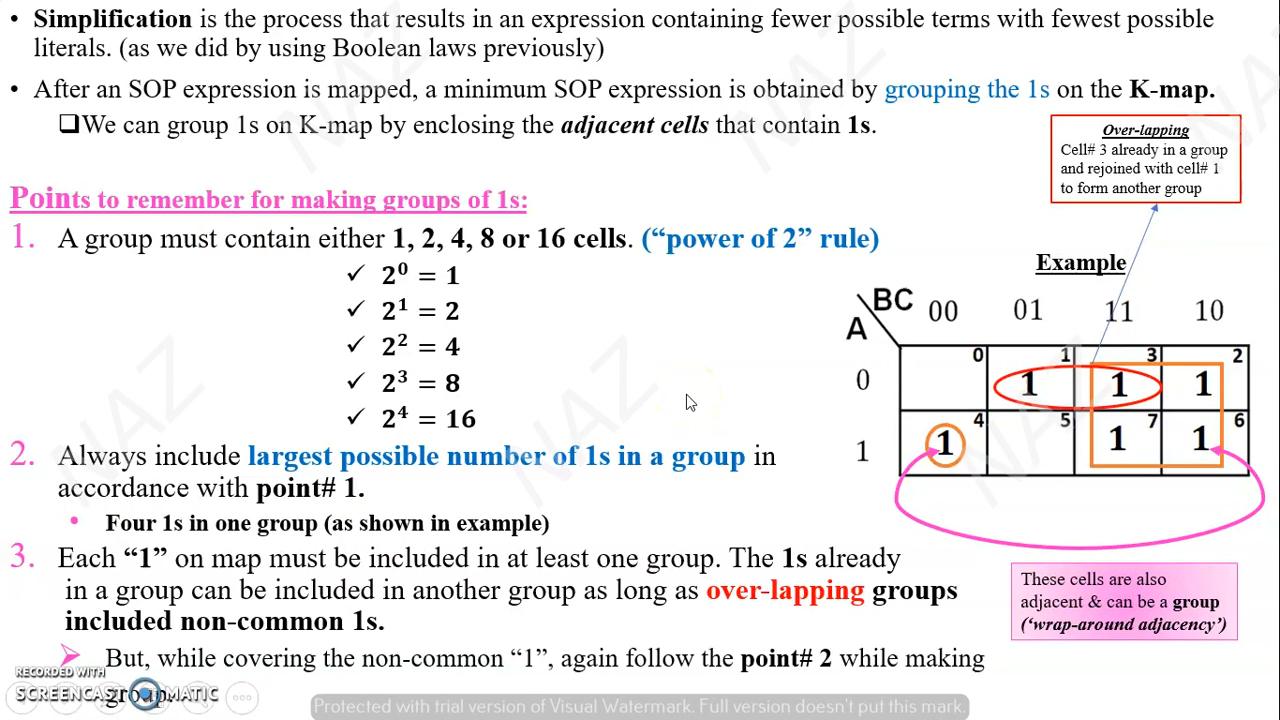 • Simplification is the process that results in an expression containing fewer possible terms with fewest possible
literals. (as we did by using Boolean laws previously)
• After an SOP expression is mapped, a minimum SOP expression is obtained by grouping the 1s on the K-map.
❑We can group 1s on K-map by enclosing the adjacent cells that contain 1s.
Over-lapping
Cell# 3 already in a group
and rejoined with cell# 1
to form another group
Points to remember for making groups of 1s:
1. A group must contain either 1, 2, 4, 8 or 16 cells. (“power of 2” rule)
✓ 2⁰ = 1
✓ 2¹ = 2
✓ 2² = 4
✓ 2³ = 8
✓ 2⁴ = 16
2. Always include largest possible number of 1s in a group in
accordance with point# 1.
• Four 1s in one group (as shown in example)
3. Each “1” on map must be included in at least one group. The 1s already
in a group can be included in another group as long as over-lapping groups
included non-common 1s.
➢ But, while covering the non-common “1”, again follow the point# 2 while making
group.
Example
BC 00 01 11 10
A
0 1 3 2
0 1 1 1
4 5 7 6
1 1 1 1
These cells are also
adjacent & can be a group
(‘wrap-around adjacency’)
NAZ
NAZ
NAZ
NAZ
NAZ
NAZ
NAZ
RECORDED WITH
SCREENCAST MATIC
Protected with trial version of Visual Watermark. Full version doesn't put this mark.